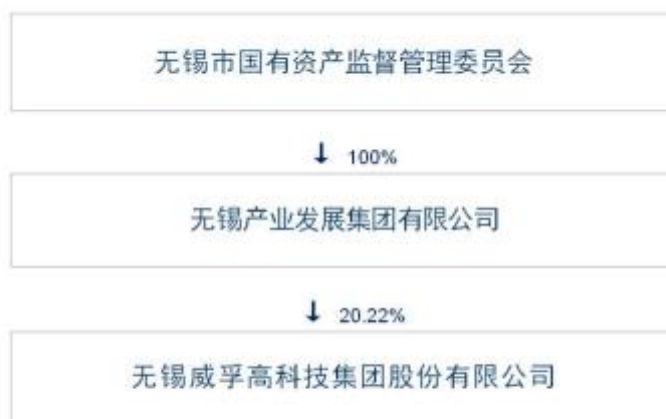 无锡市国有资产监督管理委员会
↓ 100%
无锡产业发展集团有限公司
↓ 20.22%
无锡威孚高科技集团股份有限公司